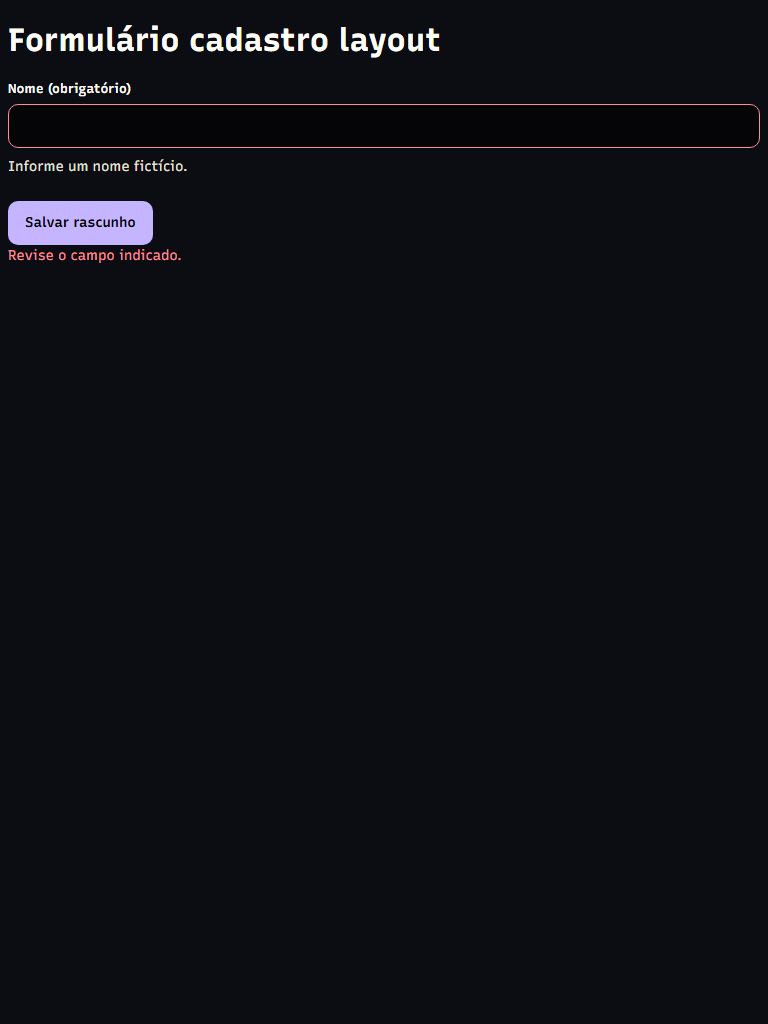 Formulário cadastro layout
Nome (obrigatório)
Informe um nome fictício.
Salvar rascunho
Revise o campo indicado.